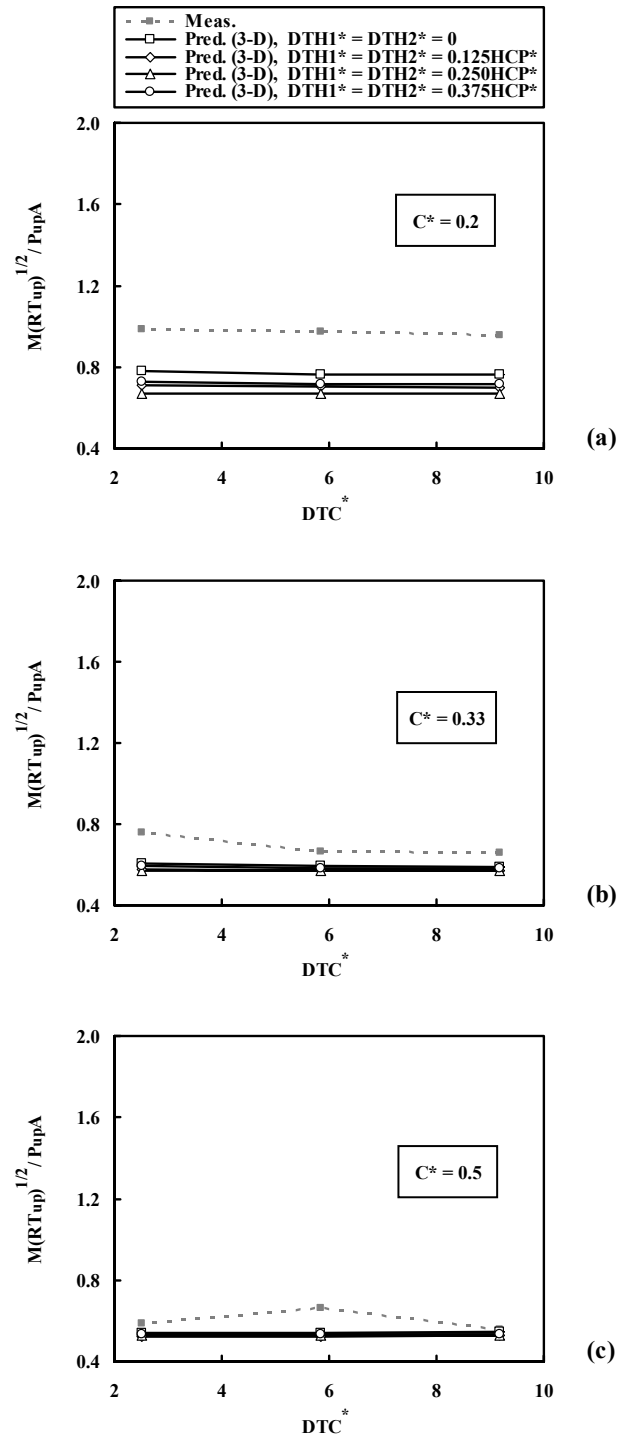 Meas.
Pred. (3-D), DTH1* = DTH2* = 0
Pred. (3-D), DTH1* = DTH2* = 0.125HCP*
Pred. (3-D), DTH1* = DTH2* = 0.250HCP*
Pred. (3-D), DTH1* = DTH2* = 0.375HCP*
2.0
1.6
1.2
0.8
0.4
M(RTup)^1/2 / PupA
C* = 0.2
2 4 6 8 10
DTC*
(a)
2.0
1.6
1.2
0.8
0.4
M(RTup)^1/2 / PupA
C* = 0.33
2 4 6 8 10
DTC*
(b)
2.0
1.6
1.2
0.8
0.4
M(RTup)^1/2 / PupA
C* = 0.5
2 4 6 8 10
DTC*
(c)